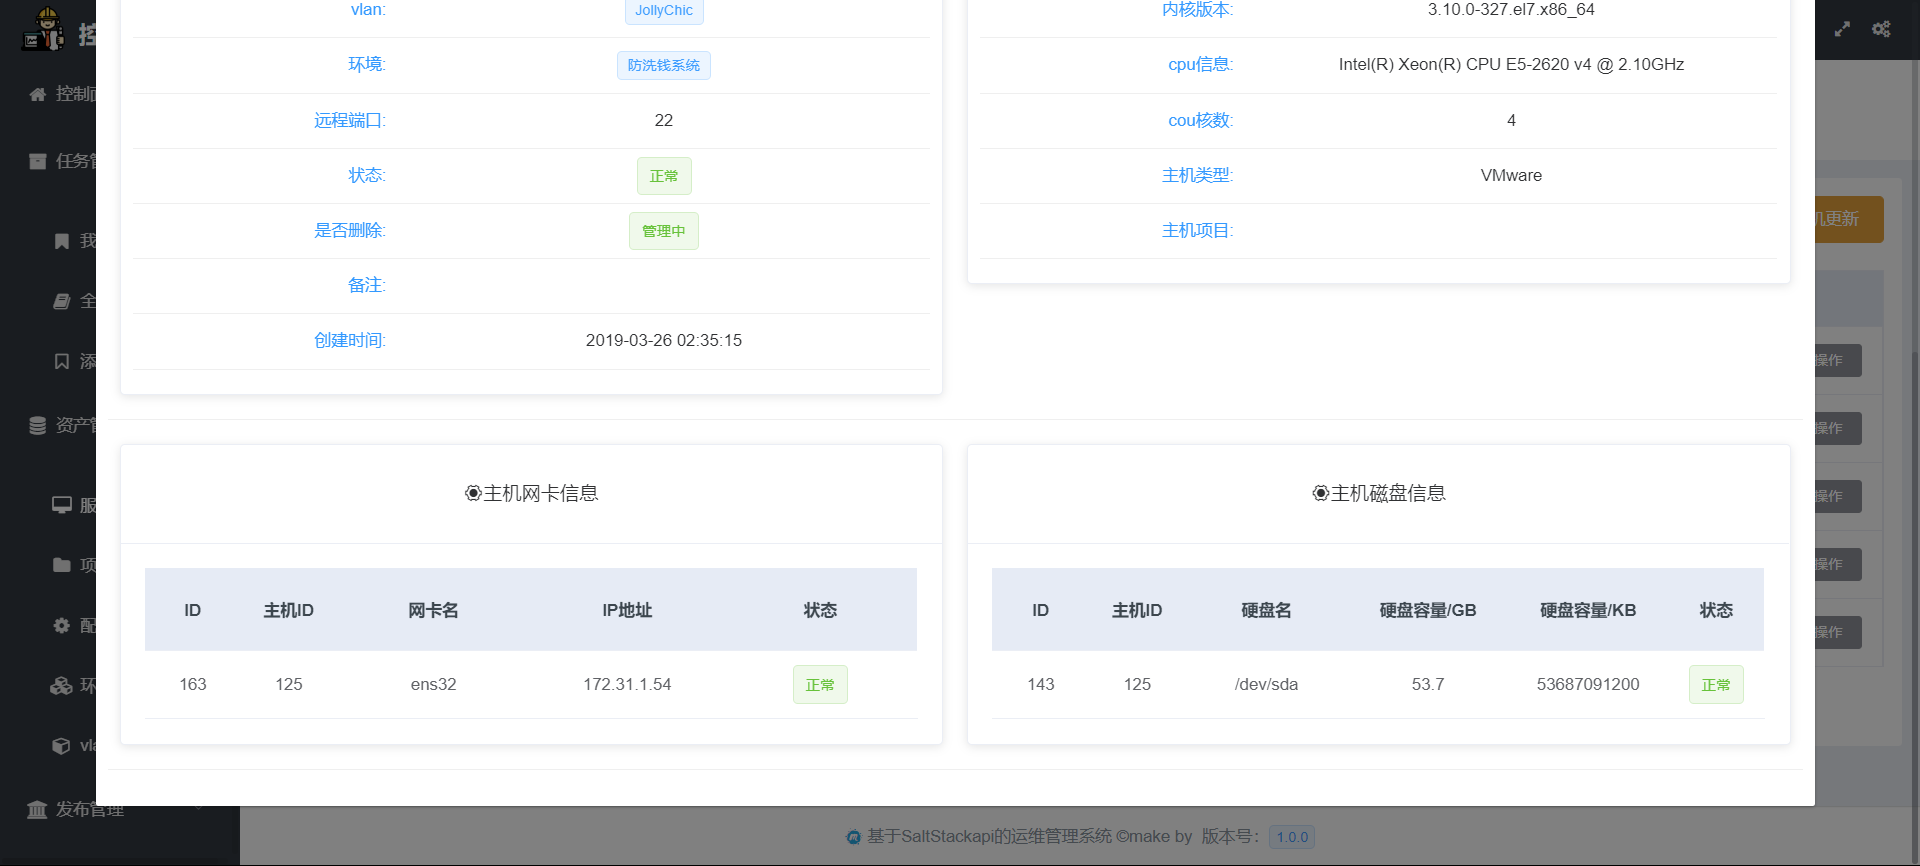 控
控制面
任务管
我
全
添
资产管
服
项
配
环
vla
发布管理
vlan:
JollyChic
环境:
防洗钱系统
远程端口:
22
状态:
正常
是否删除:
管理中
备注:
创建时间:
2019-03-26 02:35:15
内核版本:
3.10.0-327.el7.x86_64
cpu信息:
Intel(R) Xeon(R) CPU E5-2620 v4 @ 2.10GHz
cou核数:
4
主机类型:
VMware
主机项目:
机更新
操作
操作
操作
操作
操作
主机网卡信息
ID 主机ID 网卡名 IP地址 状态
163 125 ens32 172.31.1.54 正常
主机磁盘信息
ID 主机ID 硬盘名 硬盘容量/GB 硬盘容量/KB 状态
143 125 /dev/sda 53.7 53687091200 正常
基于SaltStackapi的运维管理系统 ©make by 版本号： 1.0.0